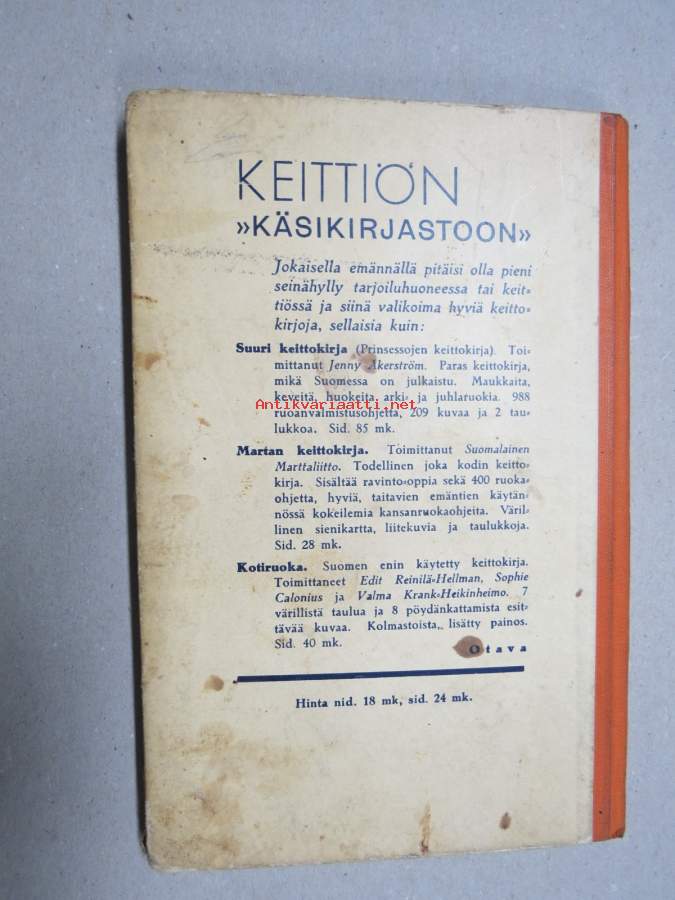 KEITTIÖN
»KÄSIKIRJASTOON»
Jokaisella emännällä pitäisi olla pieni
seinähylly tarjoiluhuoneessa tai keit-
tiössä ja siinä valikoima hyviä keitto-
kirjoja, sellaisia kuin:
Suuri keittokirja (Prinsessojen keittokirja). Toi-
mittanut Jenny Åkerström. Paras keittokirja,
mikä Suomessa on julkaistu. Maukkaita,
keveitä, huokeita arki- ja juhlaruokia. 988
Antikvariaatti.net
ruoanvalmistusohjetta, 209 kuvaa ja 2 tau-
lukkoa. Sid. 85 mk.
Martan keittokirja. Toimittanut Suomalainen
Marttaliitto. Todellinen joka kodin keitto-
kirja. Sisältää ravinto-oppia sekä 400 ruoka-
ohjetta, hyviä, taitavien emäntien käytän-
nössä kokeilemia kansanruokaohjeita. Väril-
linen sienikartta, liitekuvia ja taulukkoja.
Sid. 28 mk.
Kotiruoka. Suomen enin käytetty keittokirja.
Toimittaneet Edit Reinilä-Hellman, Sophie
Calonius ja Valma Krank-Heikinheimo. 7
värillistä taulua ja 8 pöydänkattamista esit-
tävää kuvaa. Kolmastoista, lisätty painos.
Sid. 40 mk.
Otava
Hinta nid. 18 mk, sid. 24 mk.